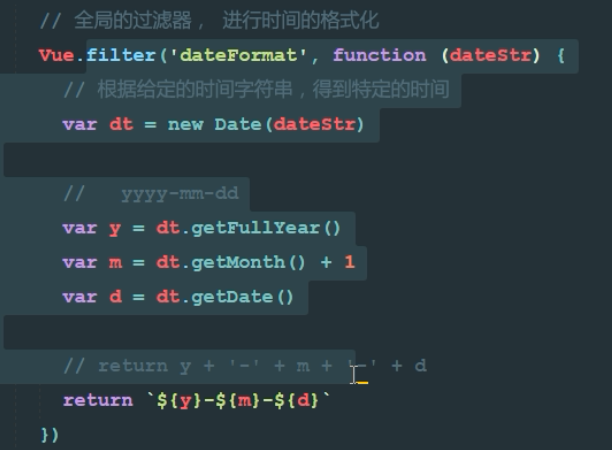 // 全局的过滤器， 进行时间的格式化
Vue.filter('dateFormat', function (dateStr) {
// 根据给定的时间字符串，得到特定的时间
var dt = new Date(dateStr)
// yyyy-mm-dd
var y = dt.getFullYear()
var m = dt.getMonth() + 1
var d = dt.getDate()
// return y + '-' + m + '-' + d
return `${y}-${m}-${d}`
})